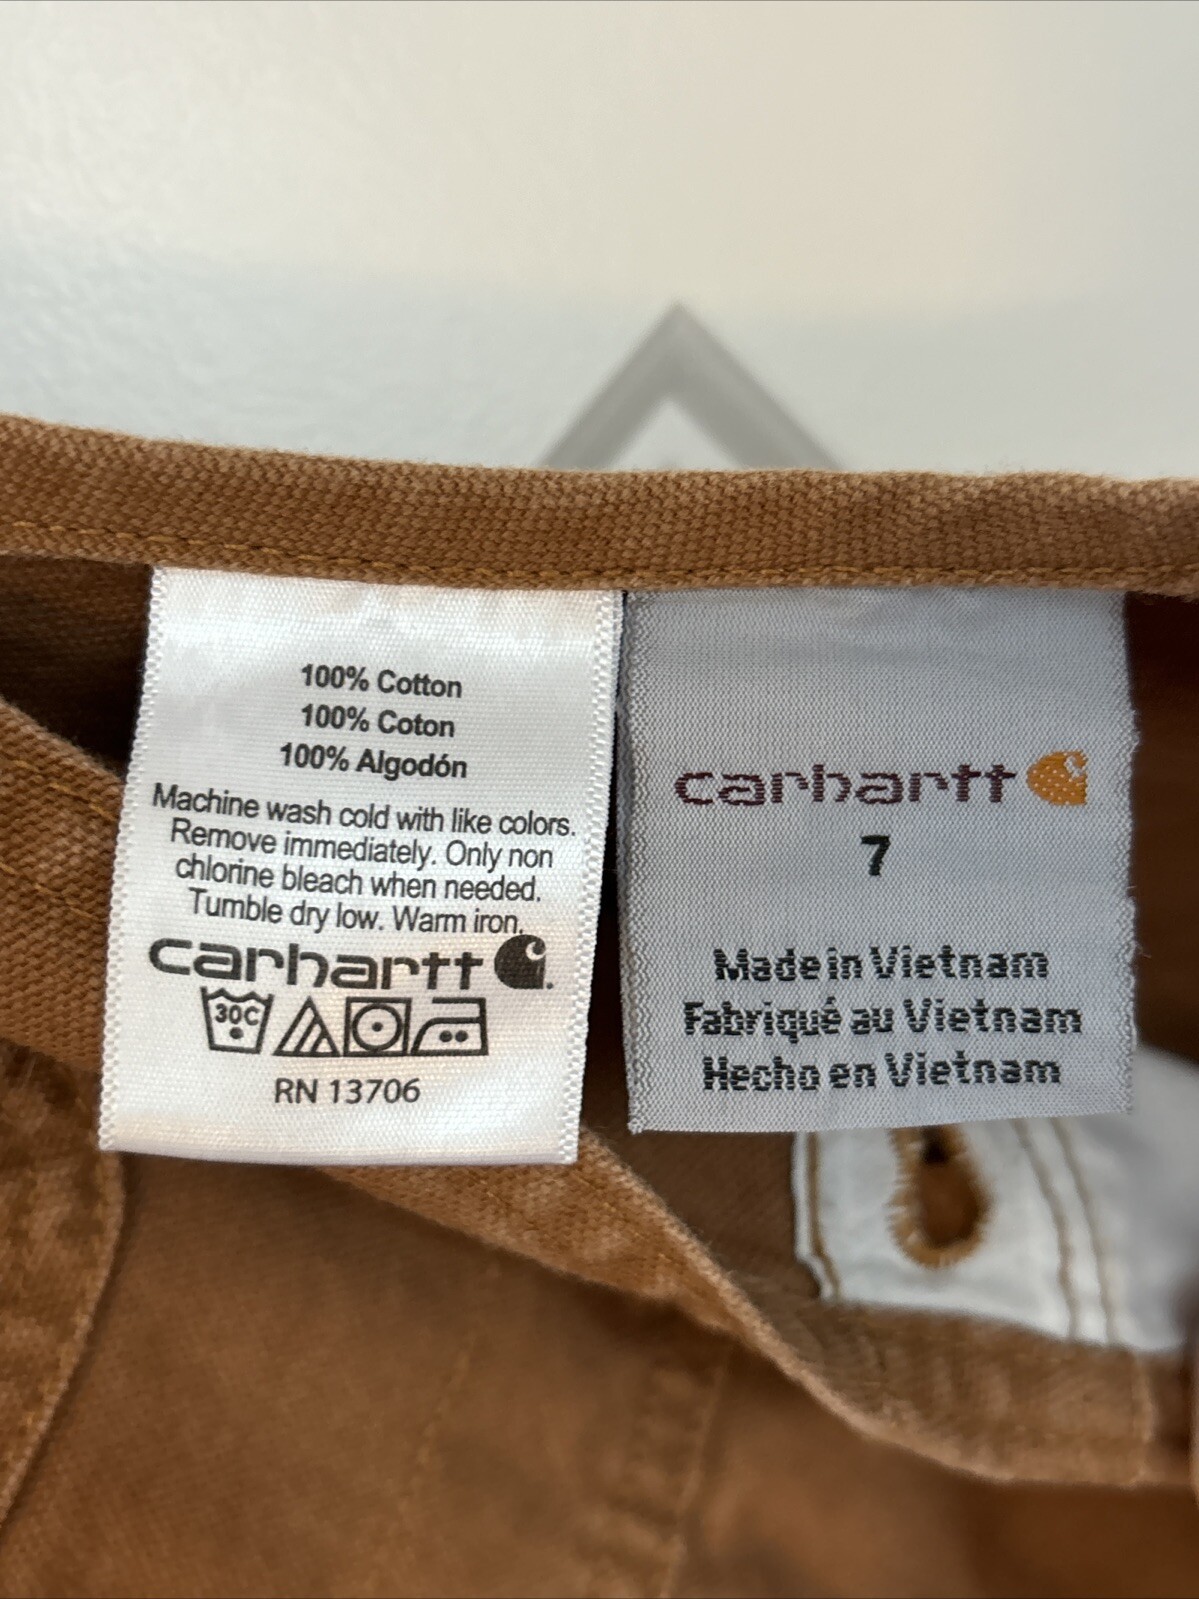 100% Cotton
100% Coton
100% Algodón
Machine wash cold with like colors.
Remove immediately. Only non
chlorine bleach when needed.
Tumble dry low. Warm iron.
carhartt
30C
RN 13706
carhartt
7
Made in Vietnam
Fabriqué au Vietnam
Hecho en Vietnam